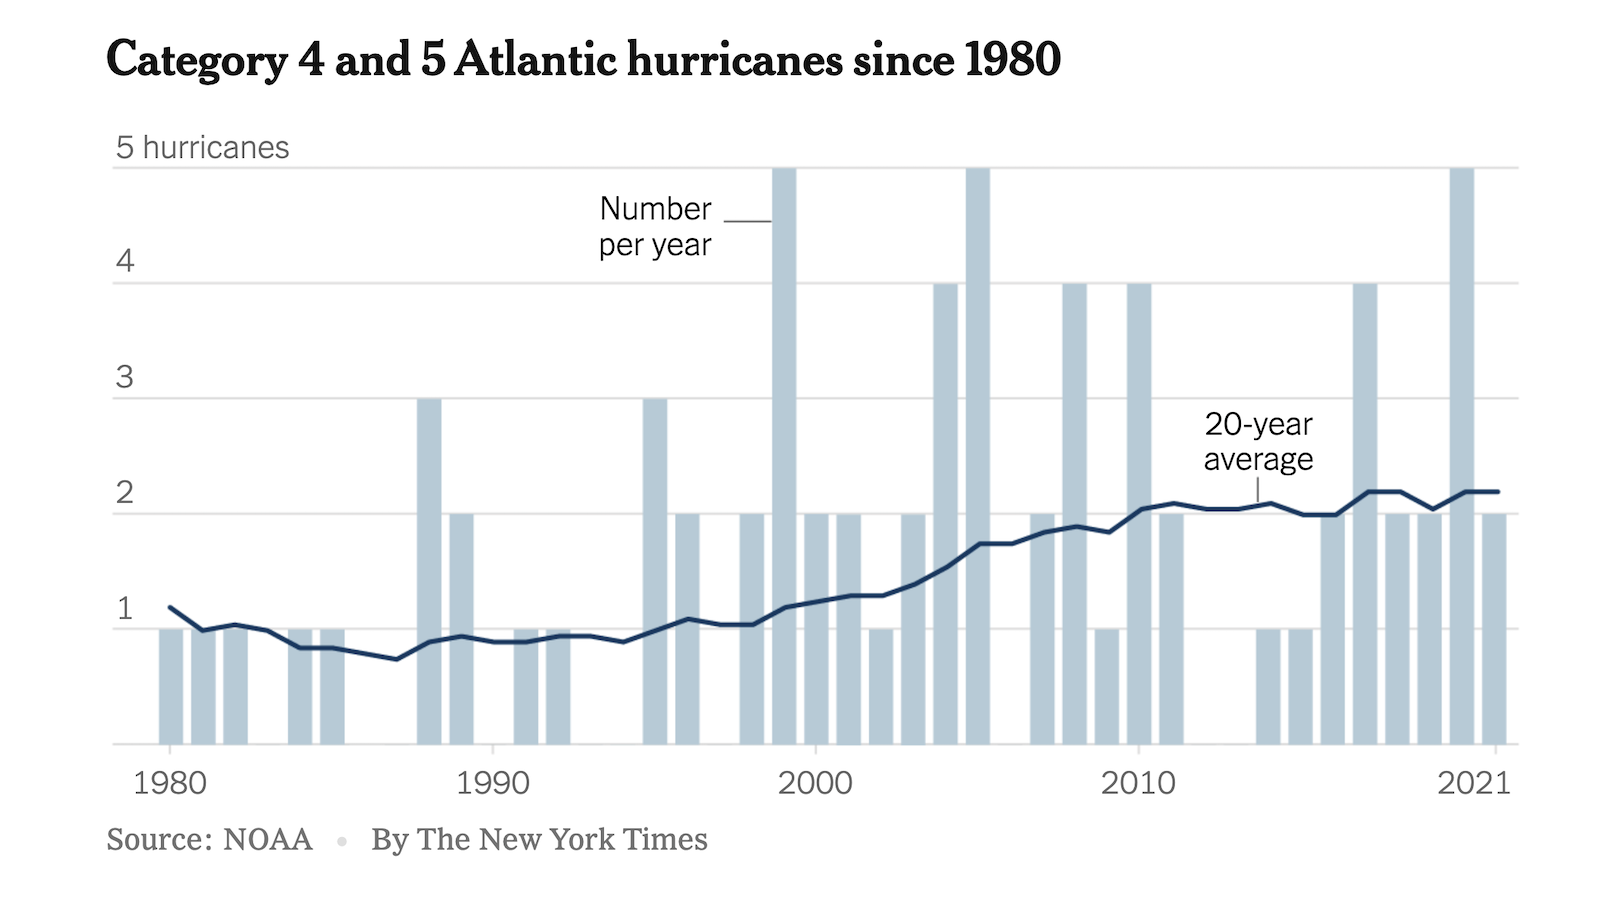 Category 4 and 5 Atlantic hurricanes since 1980
5 hurricanes
Number
per year
4
3
20-year
average
2
1
1980
1990
2000
2010
2021
Source: NOAA • By The New York Times